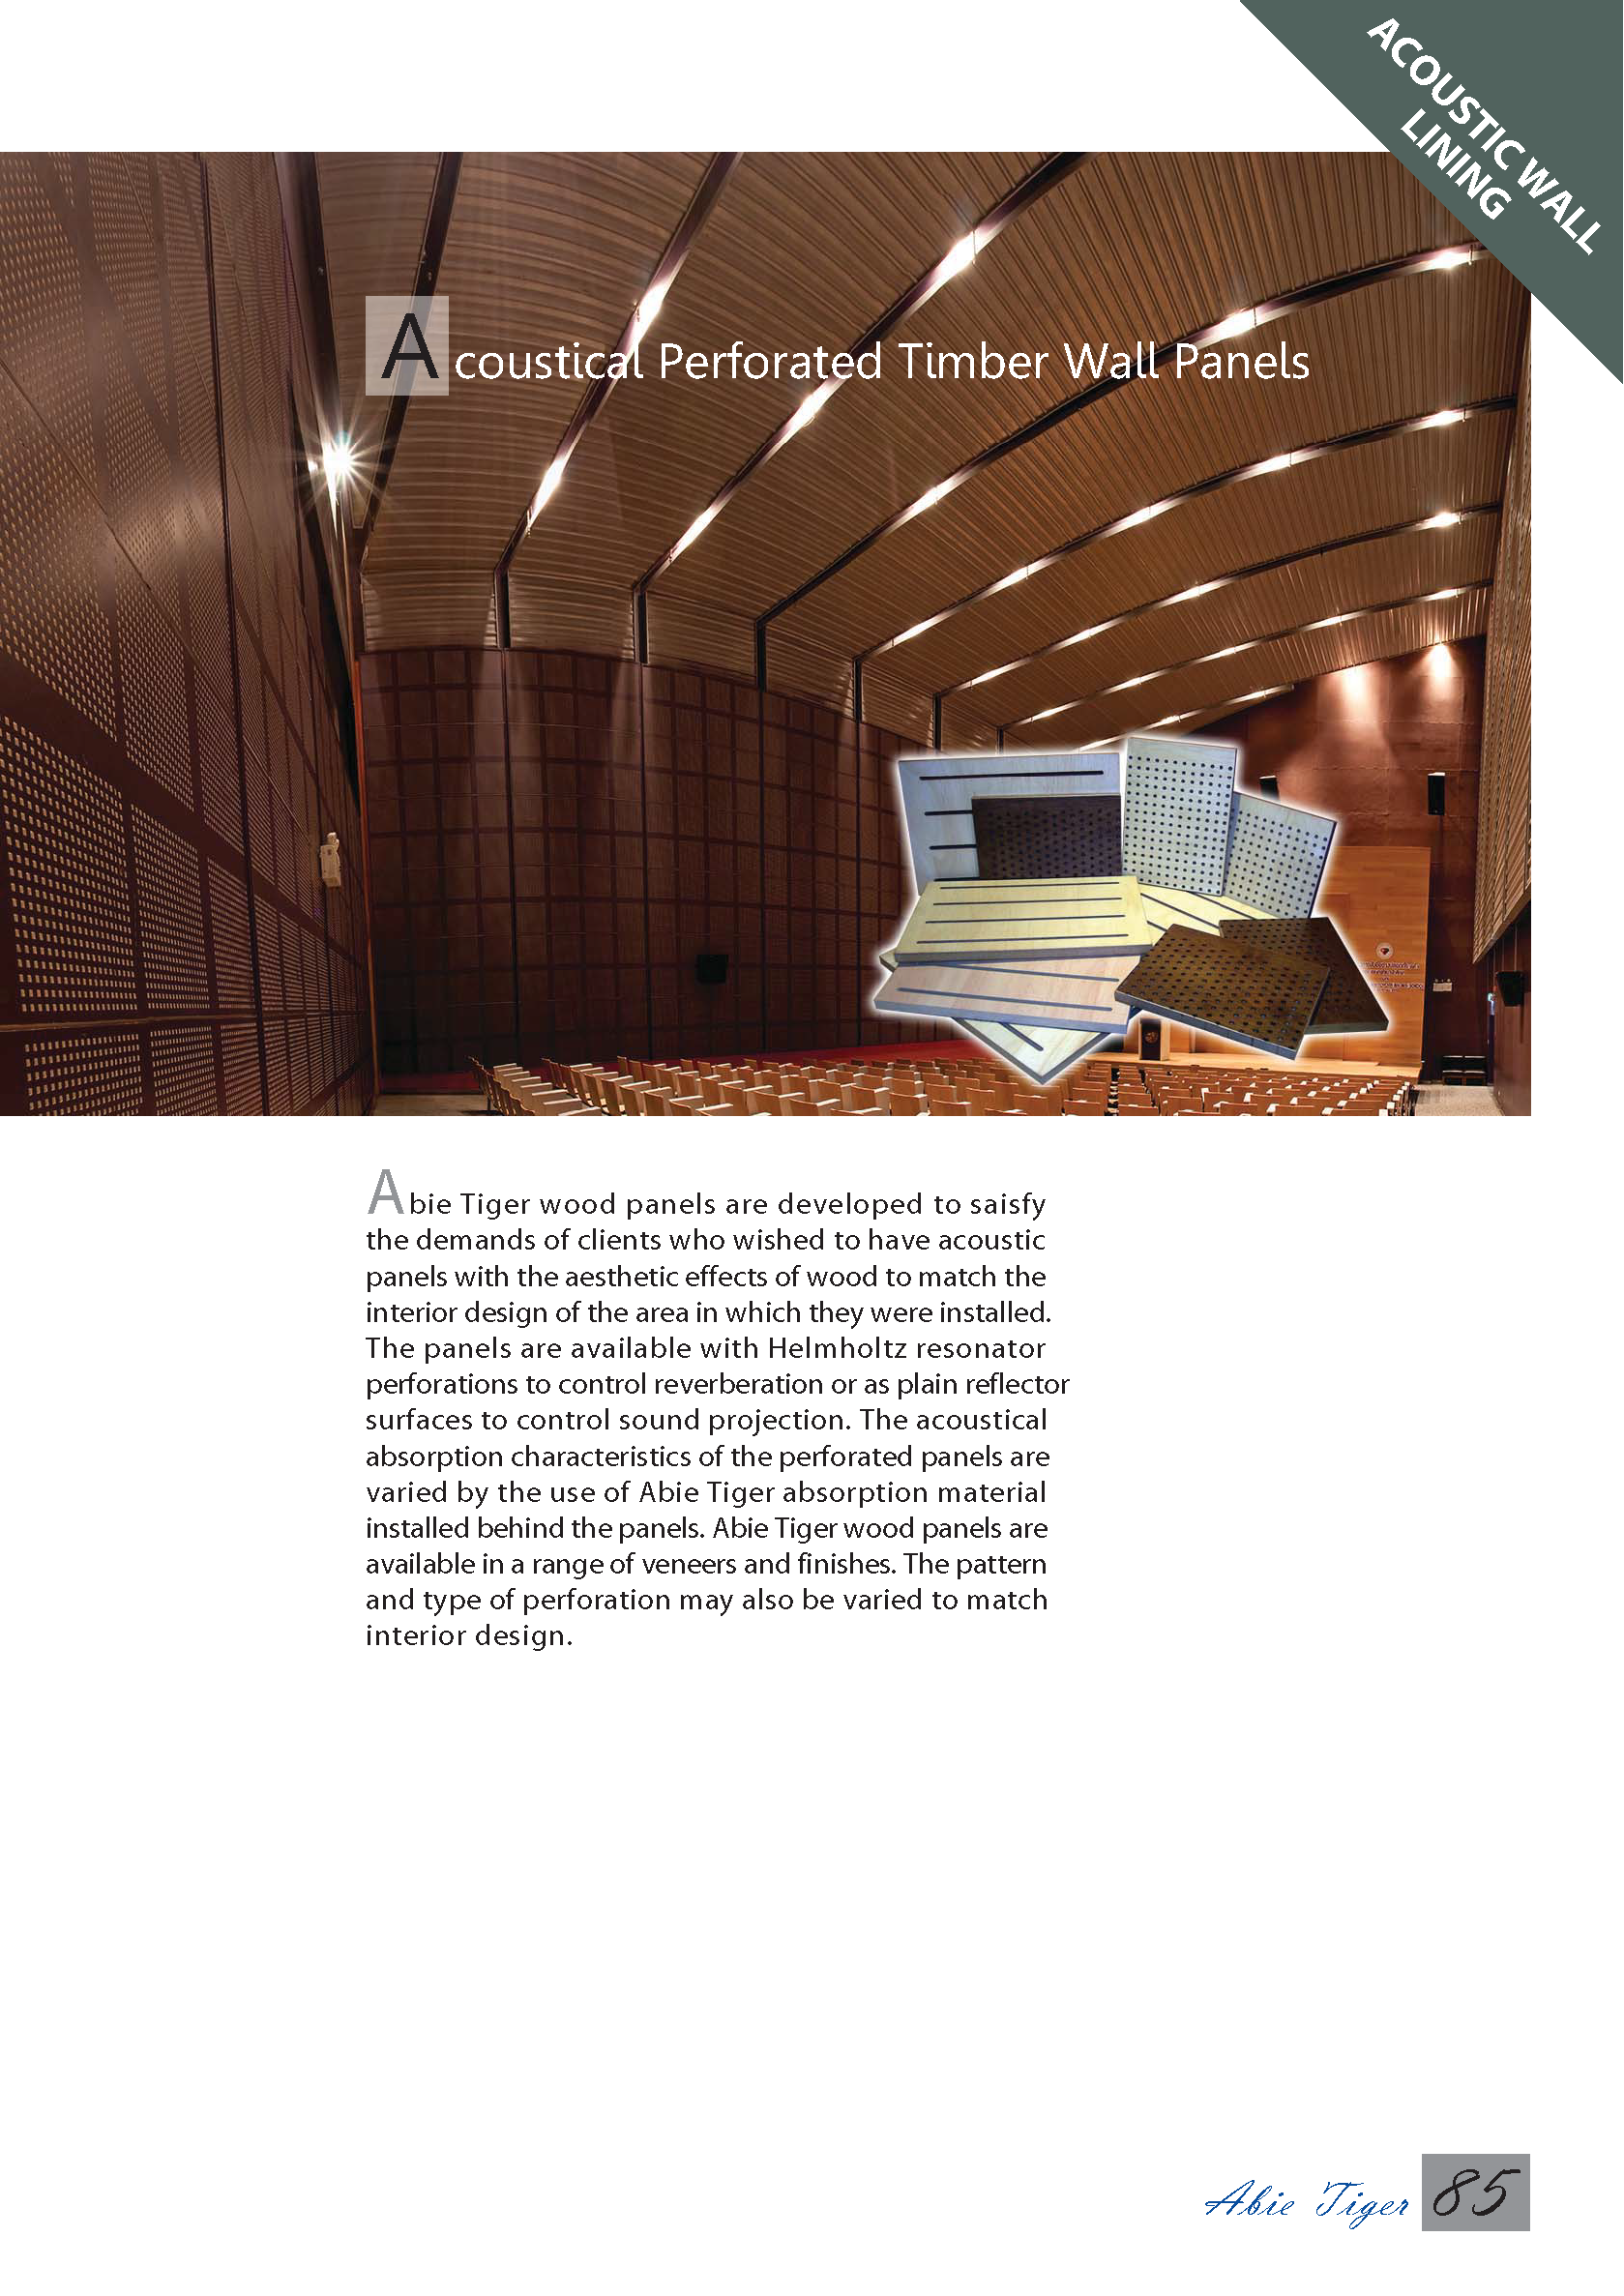 ACOUSTIC WALL
LINING
Acoustical Perforated Timber Wall Panels
Abie Tiger wood panels are developed to saisfy
the demands of clients who wished to have acoustic
panels with the aesthetic effects of wood to match the
interior design of the area in which they were installed.
The panels are available with Helmholtz resonator
perforations to control reverberation or as plain reflector
surfaces to control sound projection. The acoustical
absorption characteristics of the perforated panels are
varied by the use of Abie Tiger absorption material
installed behind the panels. Abie Tiger wood panels are
available in a range of veneers and finishes. The pattern
and type of perforation may also be varied to match
interior design.
Abie Tiger 85